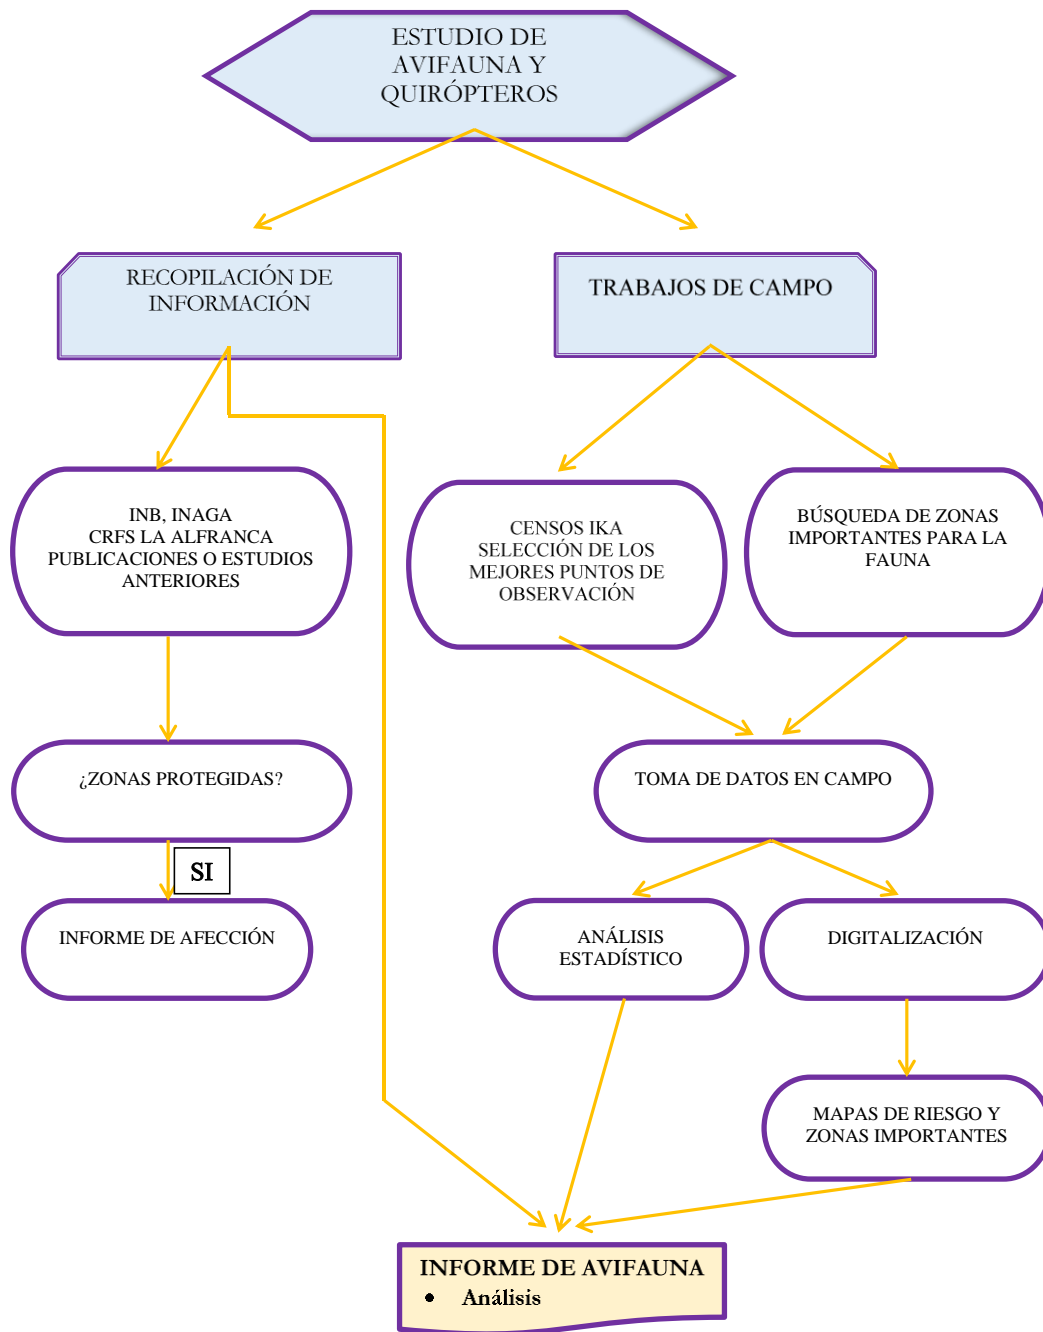 ESTUDIO DE
AVIFAUNA Y
QUIRÓPTEROS
RECOPILACIÓN DE
INFORMACIÓN
TRABAJOS DE CAMPO
INB, INAGA
CRFS LA ALFRANCA
PUBLICACIONES O ESTUDIOS
ANTERIORES
CENSOS IKA
SELECCIÓN DE LOS
MEJORES PUNTOS DE
OBSERVACIÓN
BÚSQUEDA DE ZONAS
IMPORTANTES PARA LA
FAUNA
¿ZONAS PROTEGIDAS?
TOMA DE DATOS EN CAMPO
SI
INFORME DE AFECCIÓN
ANÁLISIS
ESTADÍSTICO
DIGITALIZACIÓN
MAPAS DE RIESGO Y
ZONAS IMPORTANTES
INFORME DE AVIFAUNA
• Análisis